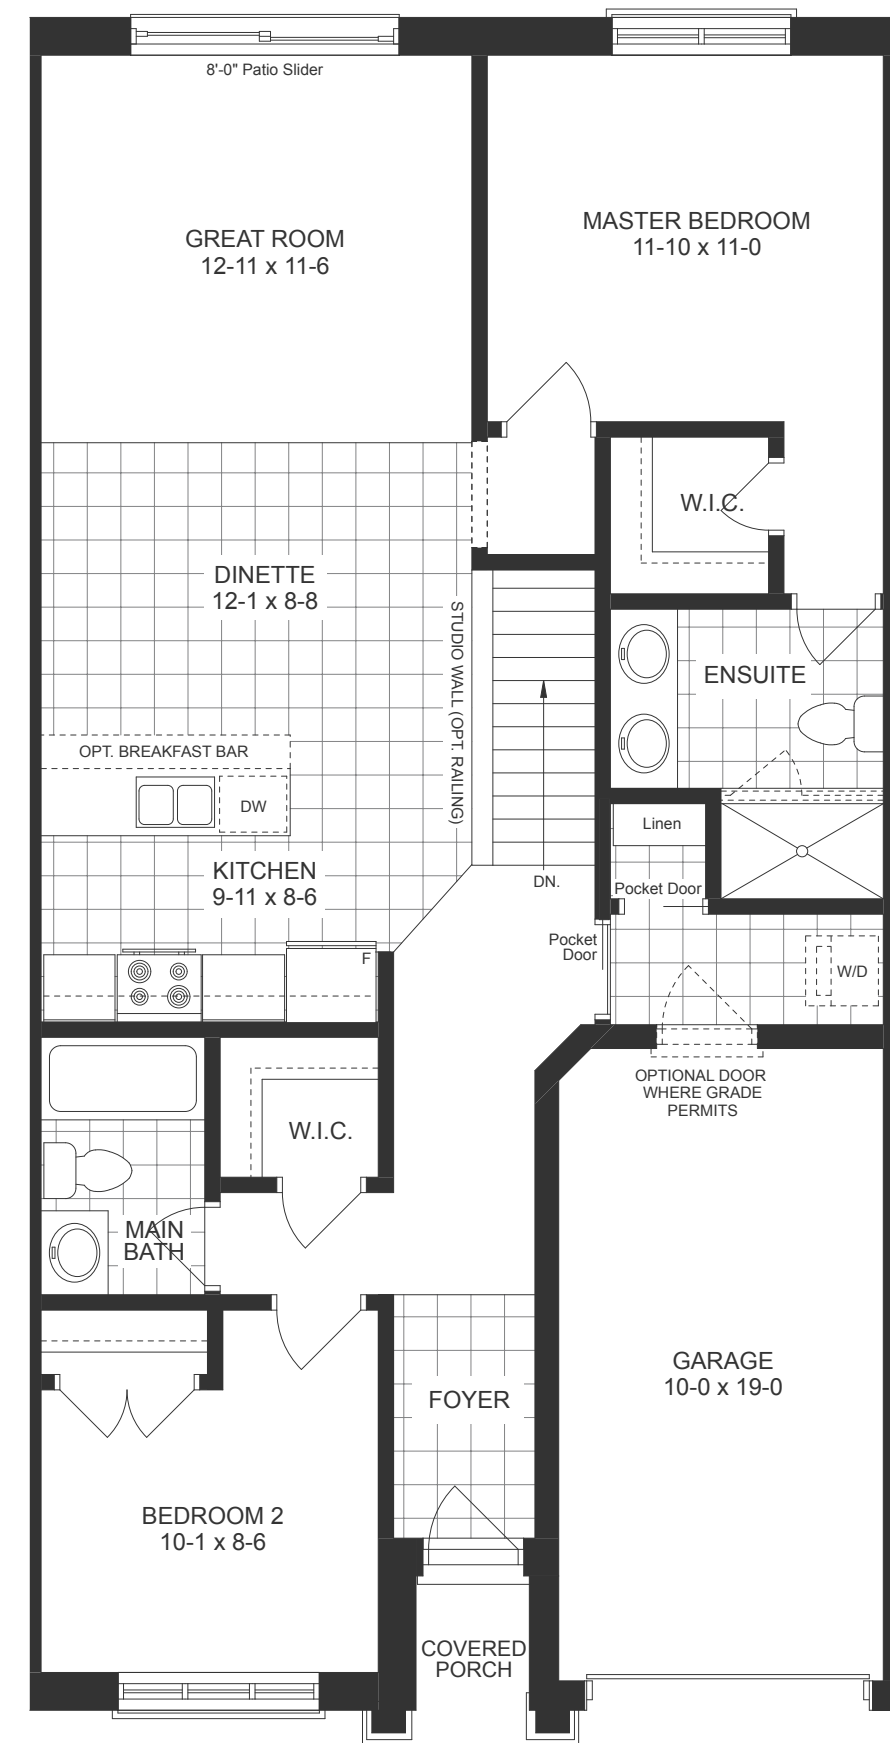 8'-0" Patio Slider
GREAT ROOM
12-11 x 11-6
MASTER BEDROOM
11-10 x 11-0
W.I.C.
DINETTE
12-1 x 8-8
STUDIO WALL (OPT. RAILING)
ENSUITE
OPT. BREAKFAST BAR
DW
Linen
KITCHEN
9-11 x 8-6
DN.
Pocket Door
Pocket
Door
F
W/D
OPTIONAL DOOR
WHERE GRADE
PERMITS
W.I.C.
MAIN
BATH
GARAGE
10-0 x 19-0
FOYER
BEDROOM 2
10-1 x 8-6
COVERED
PORCH